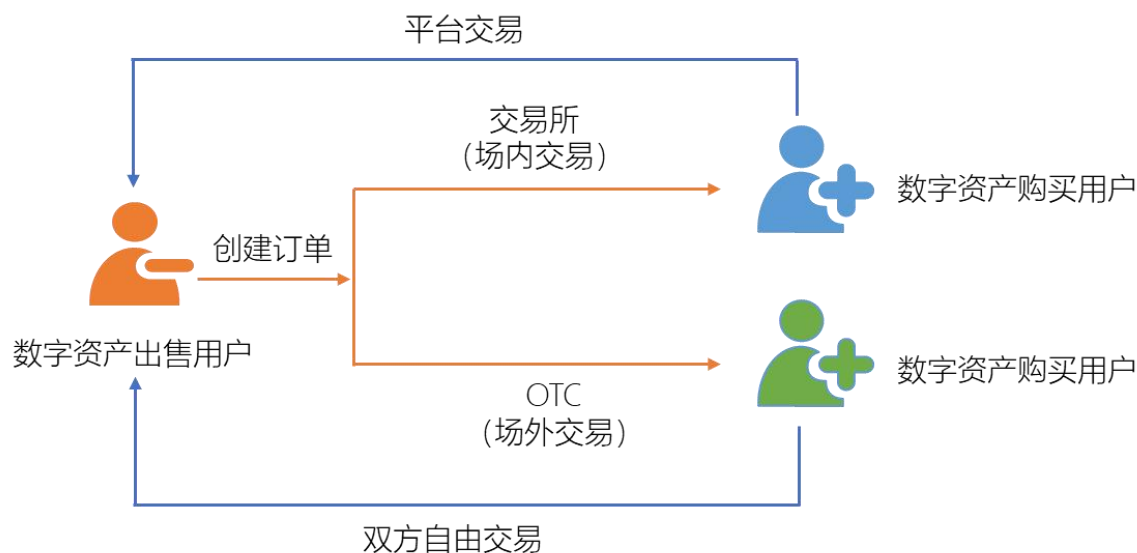 平台交易
交易所
（场内交易）
数字资产购买用户
创建订单
数字资产出售用户
数字资产购买用户
OTC
（场外交易）
双方自由交易